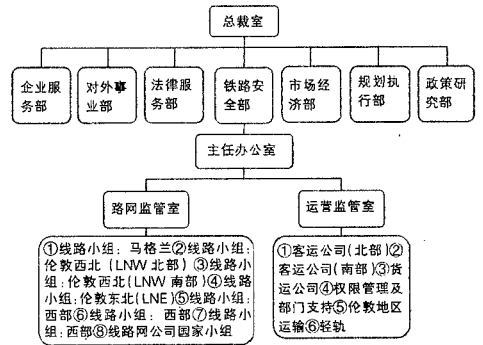 总裁室
企业服
务部
对外事
业部
法律服
务部
铁路安
全部
市场经
济部
规划执
行部
政策研
究部
主任办公室
路网监管室
运营监管室
①线路小组：马格兰②线路小组：
伦敦西北（LNW北部）③线路小
组：伦敦西北（LNW南部）④线路
小组：伦敦东北（LNE）⑤线路小组：
西部⑥线路小组：西部⑦线路小
组：西部⑧线路网公司国家小组
①客运公司（北部）②
客运公司（南部）③货
运公司④权限管理及
部门支持⑤伦敦地区
运输⑥轻轨